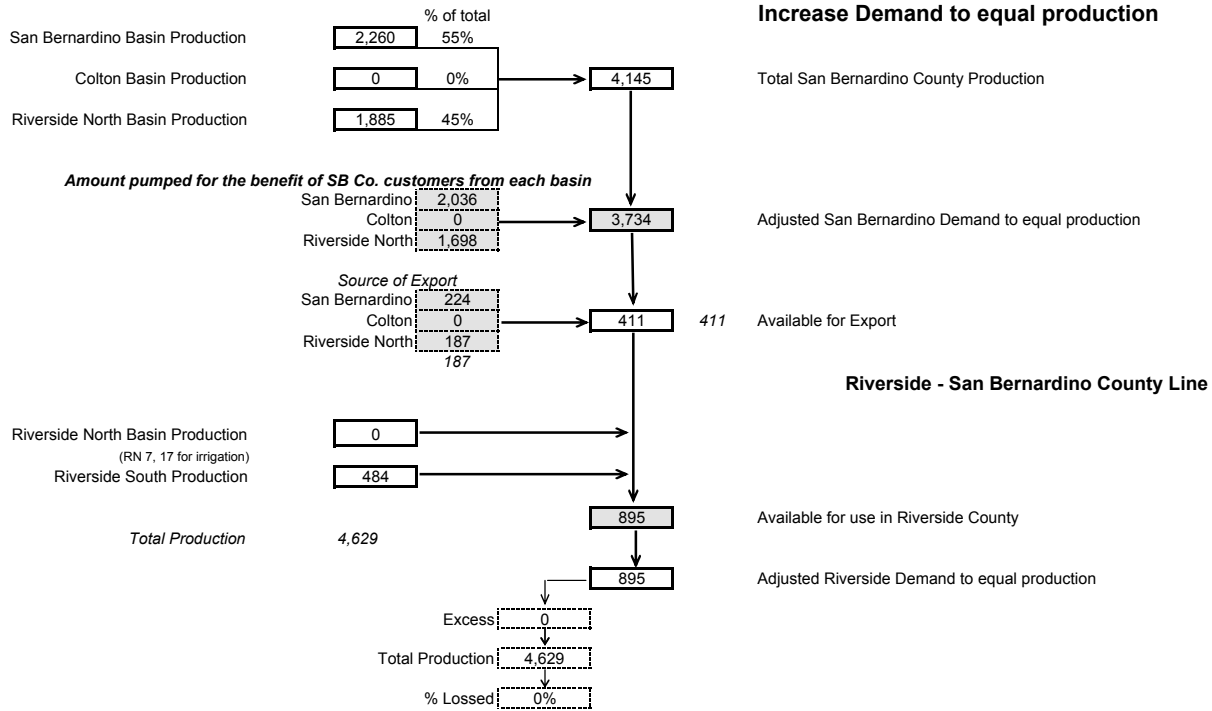 % of total
Increase Demand to equal production
San Bernardino Basin Production 2,260 55%
Colton Basin Production 0 0% 4,145 Total San Bernardino County Production
Riverside North Basin Production 1,885 45%
Amount pumped for the benefit of SB Co. customers from each basin
San Bernardino 2,036
Colton 0 3,734 Adjusted San Bernardino Demand to equal production
Riverside North 1,698
Source of Export
San Bernardino 224
Colton 0 411 411 Available for Export
Riverside North 187
187
Riverside - San Bernardino County Line
Riverside North Basin Production 0
(RN 7, 17 for irrigation)
Riverside South Production 484
895 Available for use in Riverside County
Total Production 4,629
895 Adjusted Riverside Demand to equal production
Excess 0
Total Production 4,629
% Lossed 0%